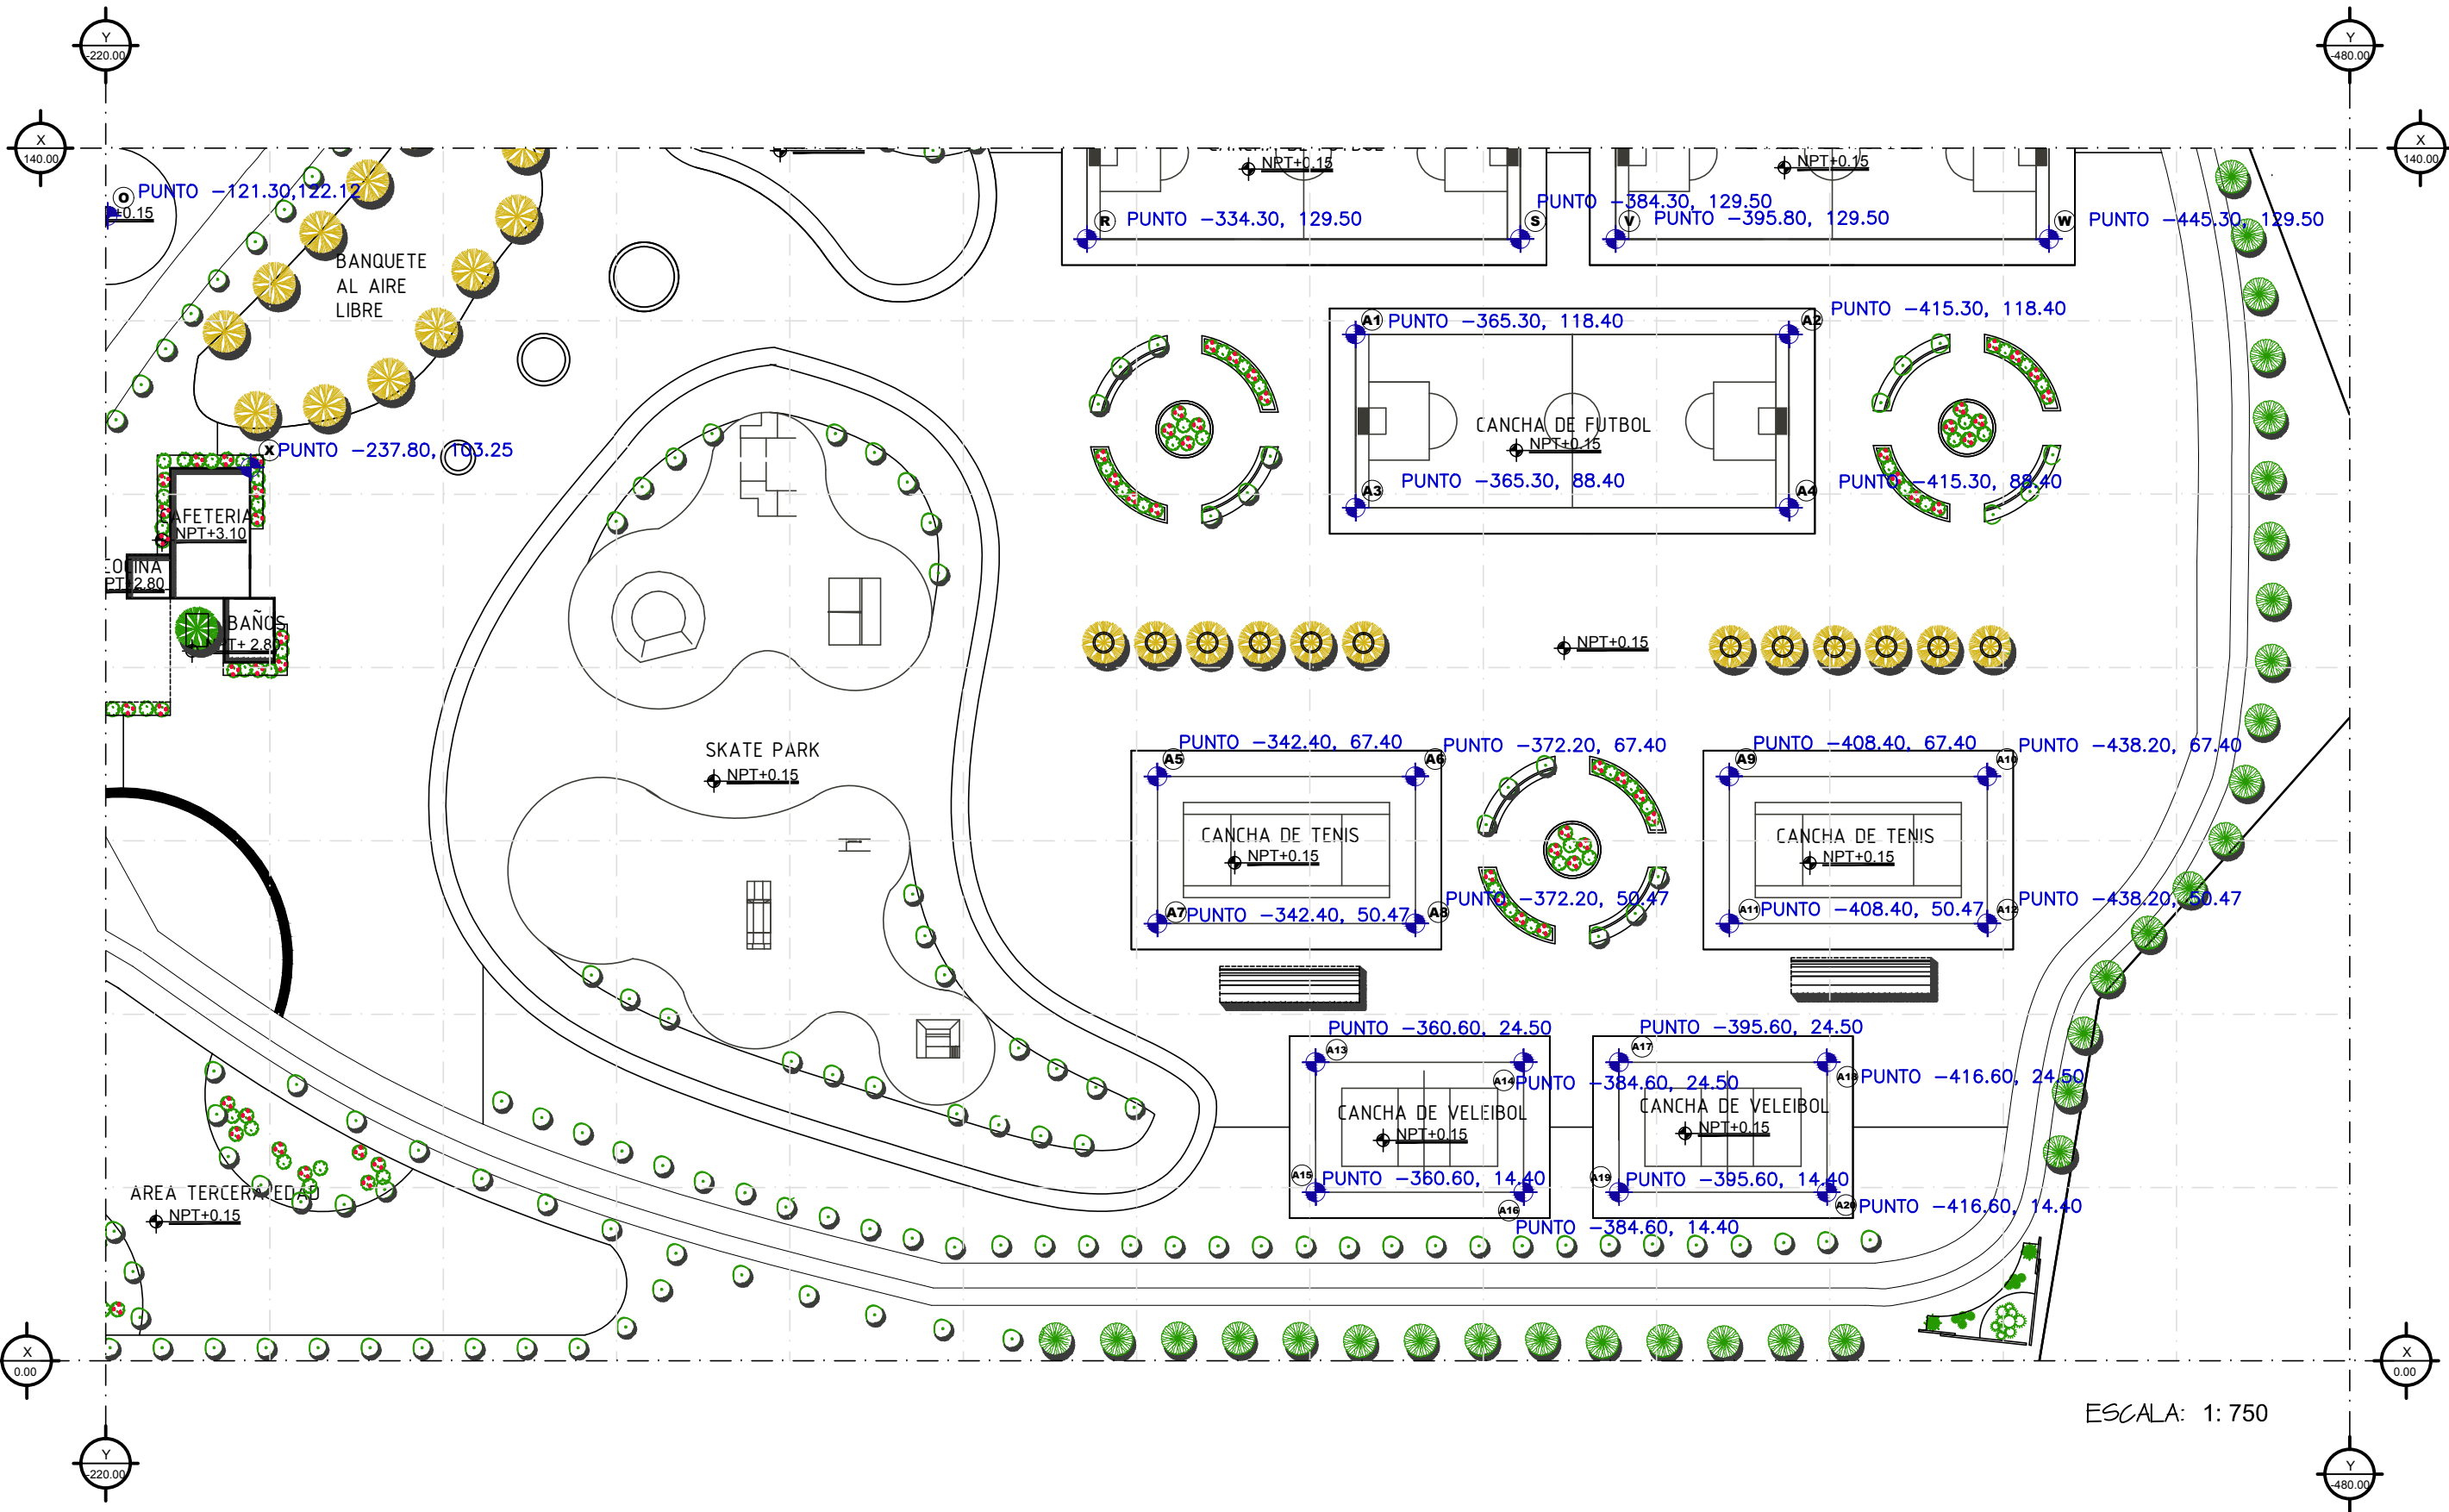 Y
-220.00
Y
-480.00
X
140.00
X
140.00
NPT+0.15
NPT+0.15
O
PUNTO -121.30,122.12
+0.15
R
PUNTO -334.30, 129.50
S
PUNTO -384.30, 129.50
V
PUNTO -395.80, 129.50
W
PUNTO -445.30, 129.50
BANQUETE
AL AIRE
LIBRE
A1
PUNTO -365.30, 118.40
A2
PUNTO -415.30, 118.40
CANCHA DE FUTBOL
NPT+0.15
A3
PUNTO -365.30, 88.40
A4
PUNTO -415.30, 88.40
X
PUNTO -237.80, 103.25
AFETERIA
NPT+3.10
OCINA
2.80
BAÑOS
2.80
NPT+0.15
SKATE PARK
NPT+0.15
A5
PUNTO -342.40, 67.40
A6
PUNTO -372.20, 67.40
A9
PUNTO -408.40, 67.40
A10
PUNTO -438.20, 67.40
CANCHA DE TENIS
NPT+0.15
CANCHA DE TENIS
NPT+0.15
A7
PUNTO -342.40, 50.47
A8
PUNTO -372.20, 50.47
A11
PUNTO -408.40, 50.47
A12
PUNTO -438.20, 50.47
PUNTO -360.60, 24.50
A13
PUNTO -395.60, 24.50
A17
A14
PUNTO -384.60, 24.50
A18
PUNTO -416.60, 24.50
CANCHA DE VELEIBOL
NPT+0.15
CANCHA DE VELEIBOL
NPT+0.15
A15
PUNTO -360.60, 14.40
A19
PUNTO -395.60, 14.40
A16
PUNTO -384.60, 14.40
A20
PUNTO -416.60, 14.40
AREA TERCERA EDAD
NPT+0.15
X
0.00
X
0.00
ESCALA: 1: 750
Y
-220.00
Y
-480.00